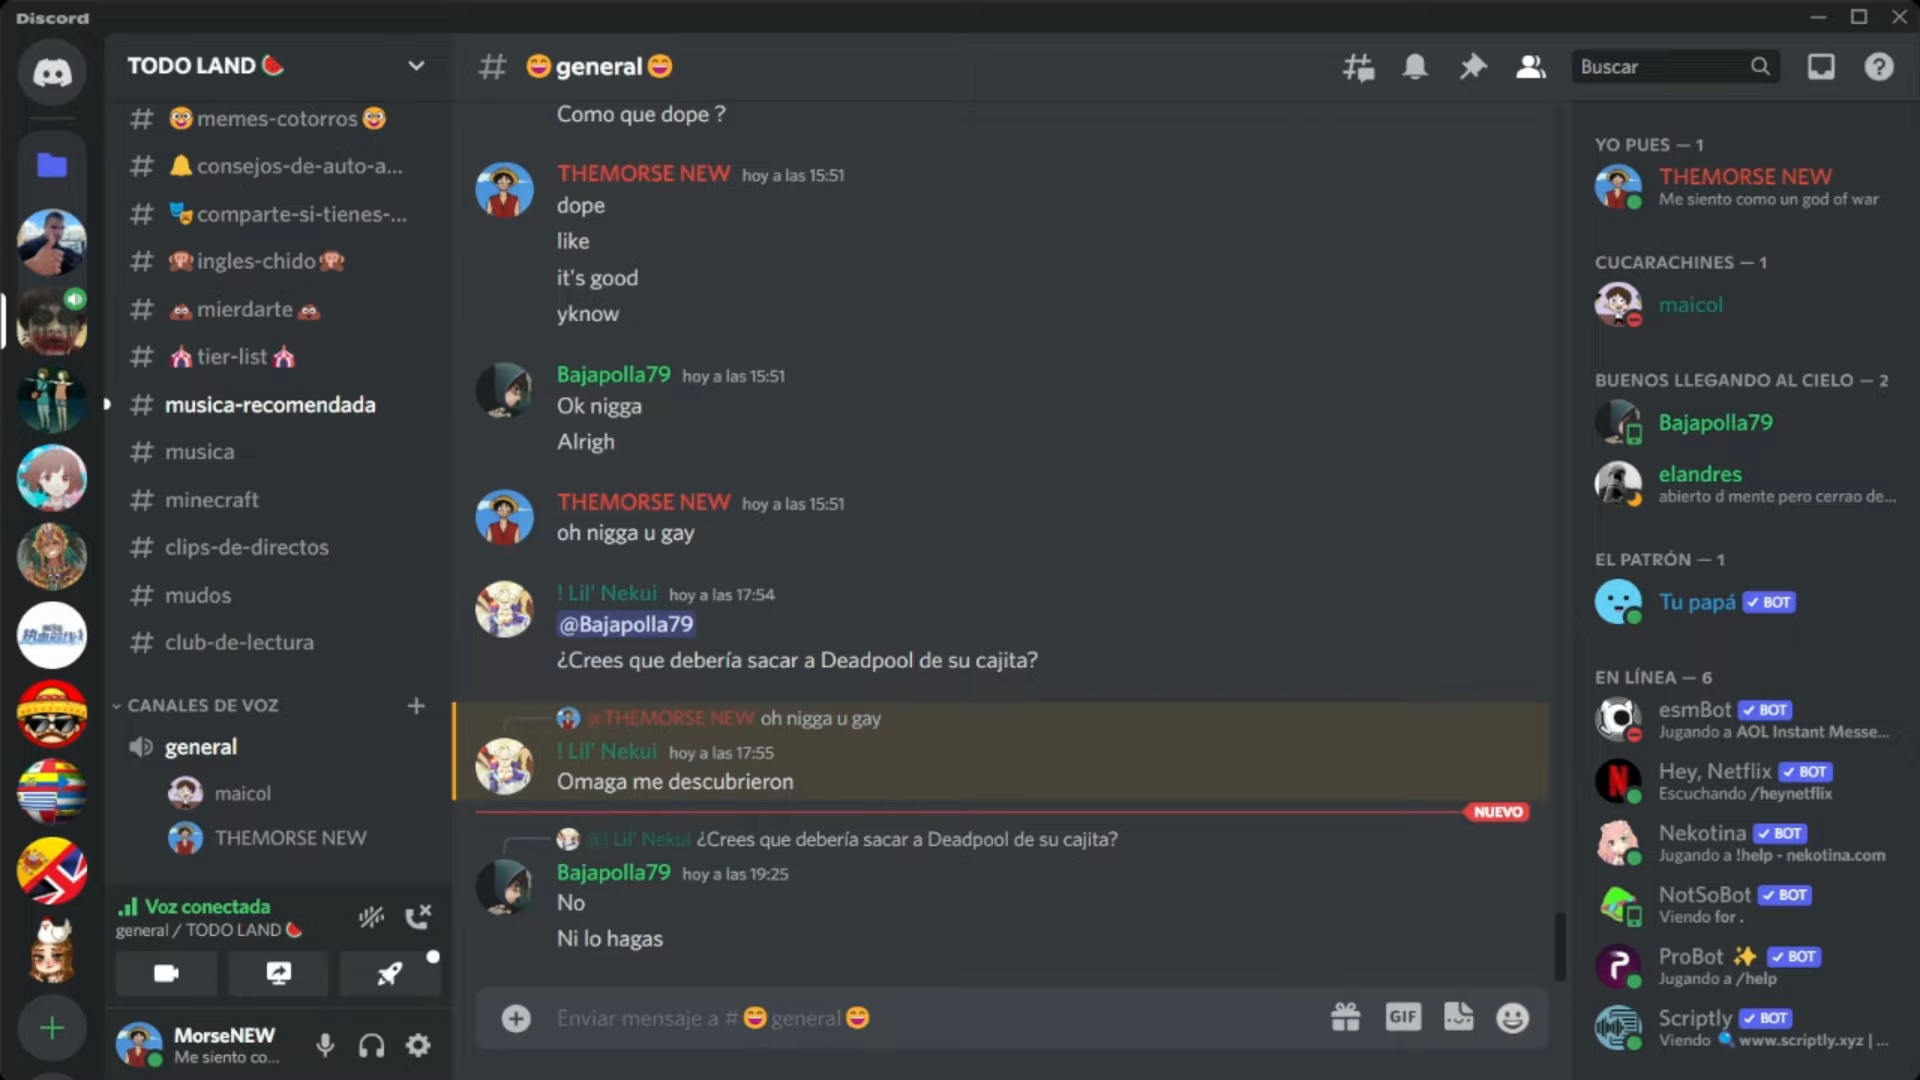 Discord
TODO LAND
memes-cotorros
consejos-de-auto-a...
comparte-si-tienes-...
ingles-chido
mierdarte
tier-list
musica-recomendada
musica
minecraft
clips-de-directos
mudos
club-de-lectura
CANALES DE VOZ
general
maicol
THEMORSE NEW
Voz conectada
general / TODO LAND
MorseNEW
Me siento co...
# general
Buscar
Como que dope ?
THEMORSE NEW hoy a las 15:51
dope
like
it's good
yknow
Bajapolla79 hoy a las 15:51
Ok nigga
Alrigh
THEMORSE NEW hoy a las 15:51
oh nigga u gay
! Lil' Nekui hoy a las 17:54
@Bajapolla79
¿Crees que debería sacar a Deadpool de su cajita?
@THEMORSE NEW oh nigga u gay
! Lil' Nekui hoy a las 17:55
Omaga me descubrieron
NUEVO
@! Lil' Nekui ¿Crees que debería sacar a Deadpool de su cajita?
Bajapolla79 hoy a las 19:25
No
Ni lo hagas
Enviar mensaje a # general
GIF
YO PUES — 1
THEMORSE NEW
Me siento como un god of war
CUCARACHINES — 1
maicol
BUENOS LLEGANDO AL CIELO — 2
Bajapolla79
elandres
abierto d mente pero cerrao de...
EL PATRÓN — 1
Tu papá BOT
EN LÍNEA — 6
esmBot BOT
Jugando a AOL Instant Messe...
Hey, Netflix BOT
Escuchando /heynetflix
Nekotina BOT
Jugando a !help - nekotina.com
NotSoBot BOT
Viendo for .
ProBot ✨ BOT
Jugando a /help
Scriptly BOT
Viendo 🔍 www.scriptly.xyz | ...